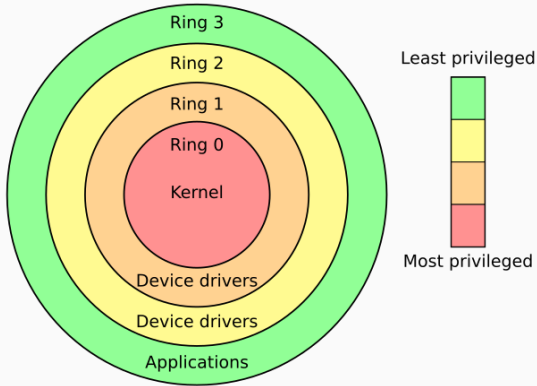 Ring 3
Ring 2
Ring 1
Ring 0
Kernel
Device drivers
Device drivers
Applications
Least privileged
Most privileged